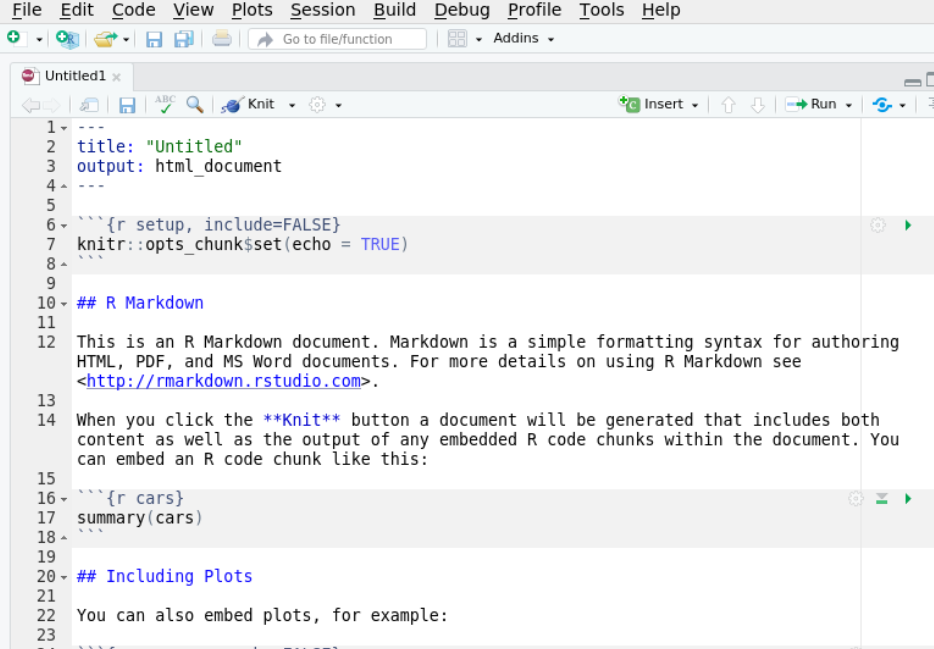 File Edit Code View Plots Session Build Debug Profile Tools Help
Go to file/function Addins
Untitled1
ABC Knit Insert Run
1 ---
2 title: "Untitled"
3 output: html_document
4 ---
5
6 ```{r setup, include=FALSE}
7 knitr::opts_chunk$set(echo = TRUE)
8 ```
9
10 ## R Markdown
11
12 This is an R Markdown document. Markdown is a simple formatting syntax for authoring
HTML, PDF, and MS Word documents. For more details on using R Markdown see
<http://rmarkdown.rstudio.com>.
13
14 When you click the **Knit** button a document will be generated that includes both
content as well as the output of any embedded R code chunks within the document. You
can embed an R code chunk like this:
15
16 ```{r cars}
17 summary(cars)
18 ```
19
20 ## Including Plots
21
22 You can also embed plots, for example:
23